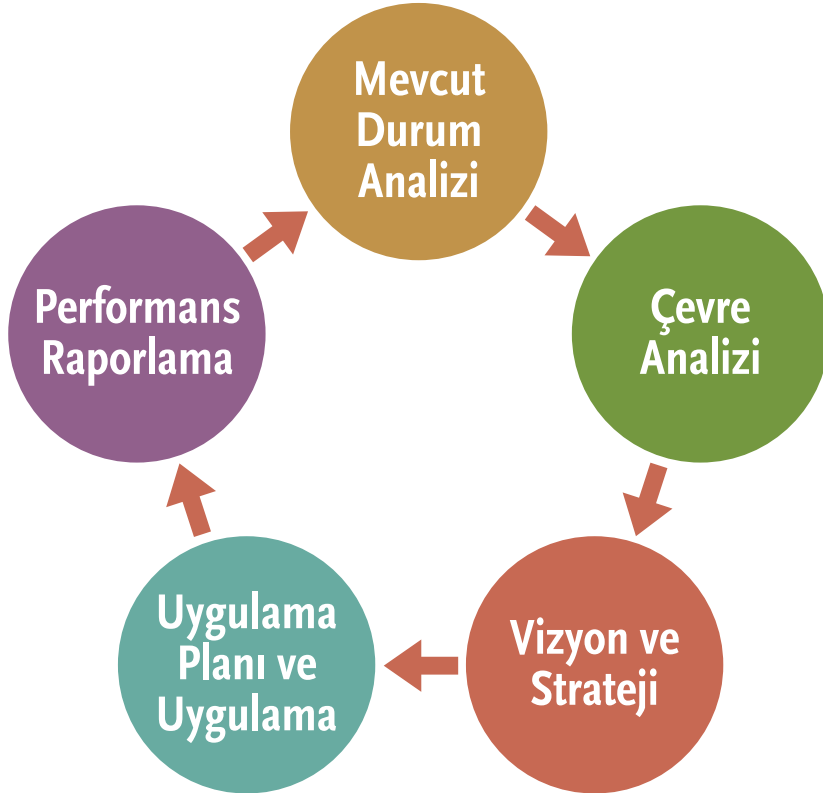 Mevcut
Durum
Analizi
Çevre
Analizi
Vizyon ve
Strateji
Uygulama
Planı ve
Uygulama
Performans
Raporlama